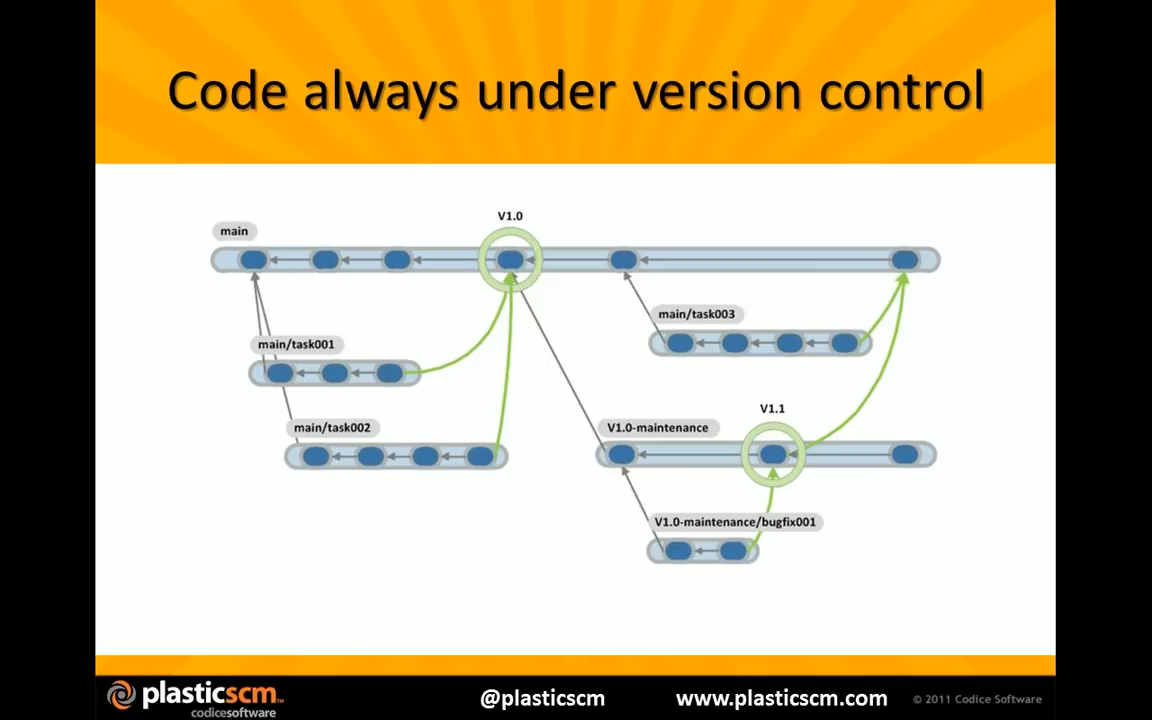 Code always under version control
V1.0
main
main/task003
main/task001
V1.1
main/task002
V1.0-maintenance
V1.0-maintenance/bugfix001
plasticscm™
codicesoftware
@plasticscm
www.plasticscm.com
© 2011 Codice Software